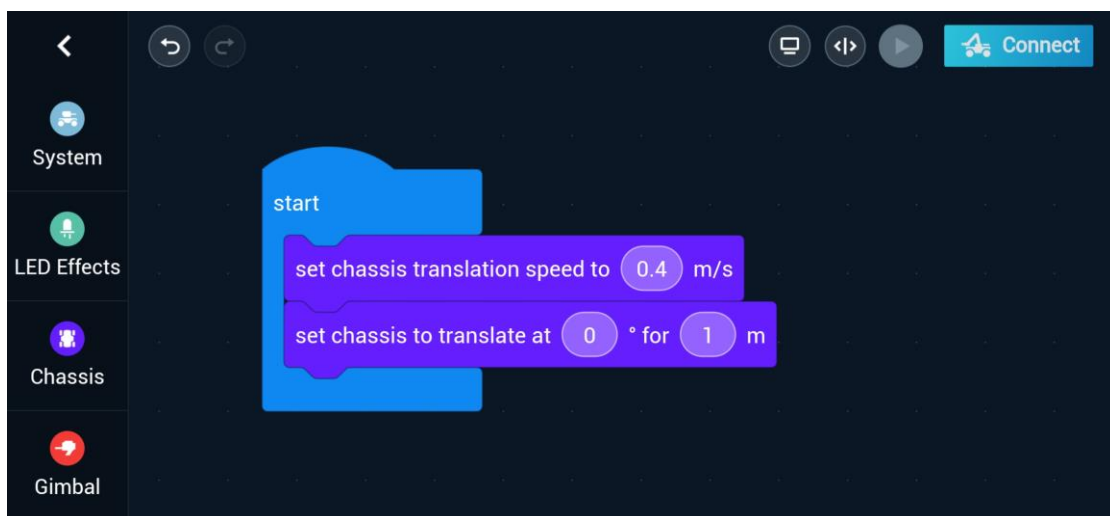 Connect
System
start
LED Effects
set chassis translation speed to 0.4 m/s
set chassis to translate at 0 ° for 1 m
Chassis
Gimbal